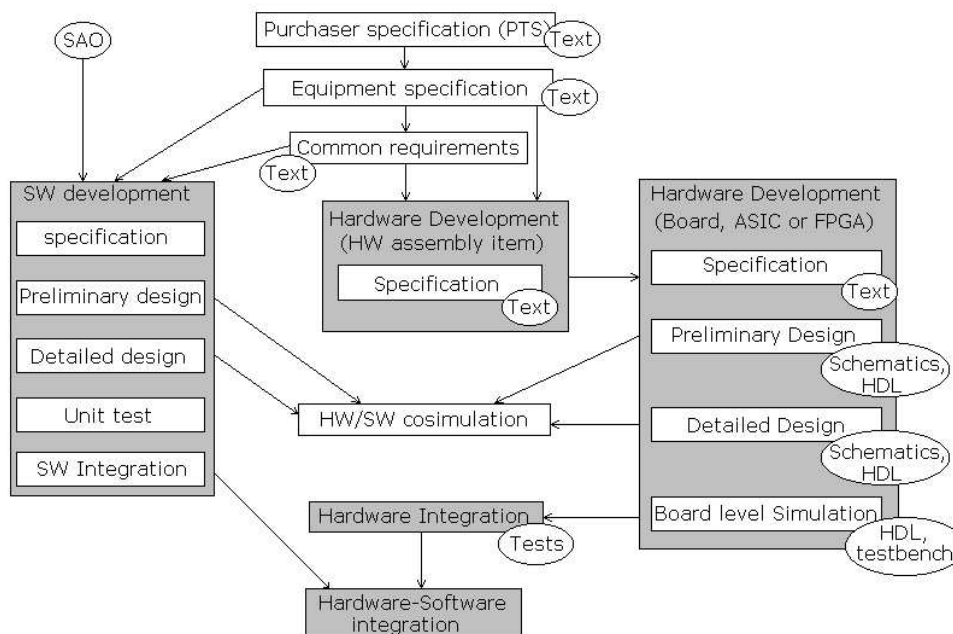 Purchaser specification (PTS)
Text
SAO
Equipment specification
Text
Common requirements
Text
SW development
specification
Preliminary design
Detailed design
Unit test
SW Integration
Hardware Development
(HW assembly item)
Specification
Text
Hardware Development
(Board, ASIC or FPGA)
Specification
Text
Preliminary Design
Schematics,
HDL
Detailed Design
Schematics,
HDL
Board level Simulation
HDL,
testbench
HW/SW cosimulation
Hardware Integration
Tests
Hardware-Software
integration